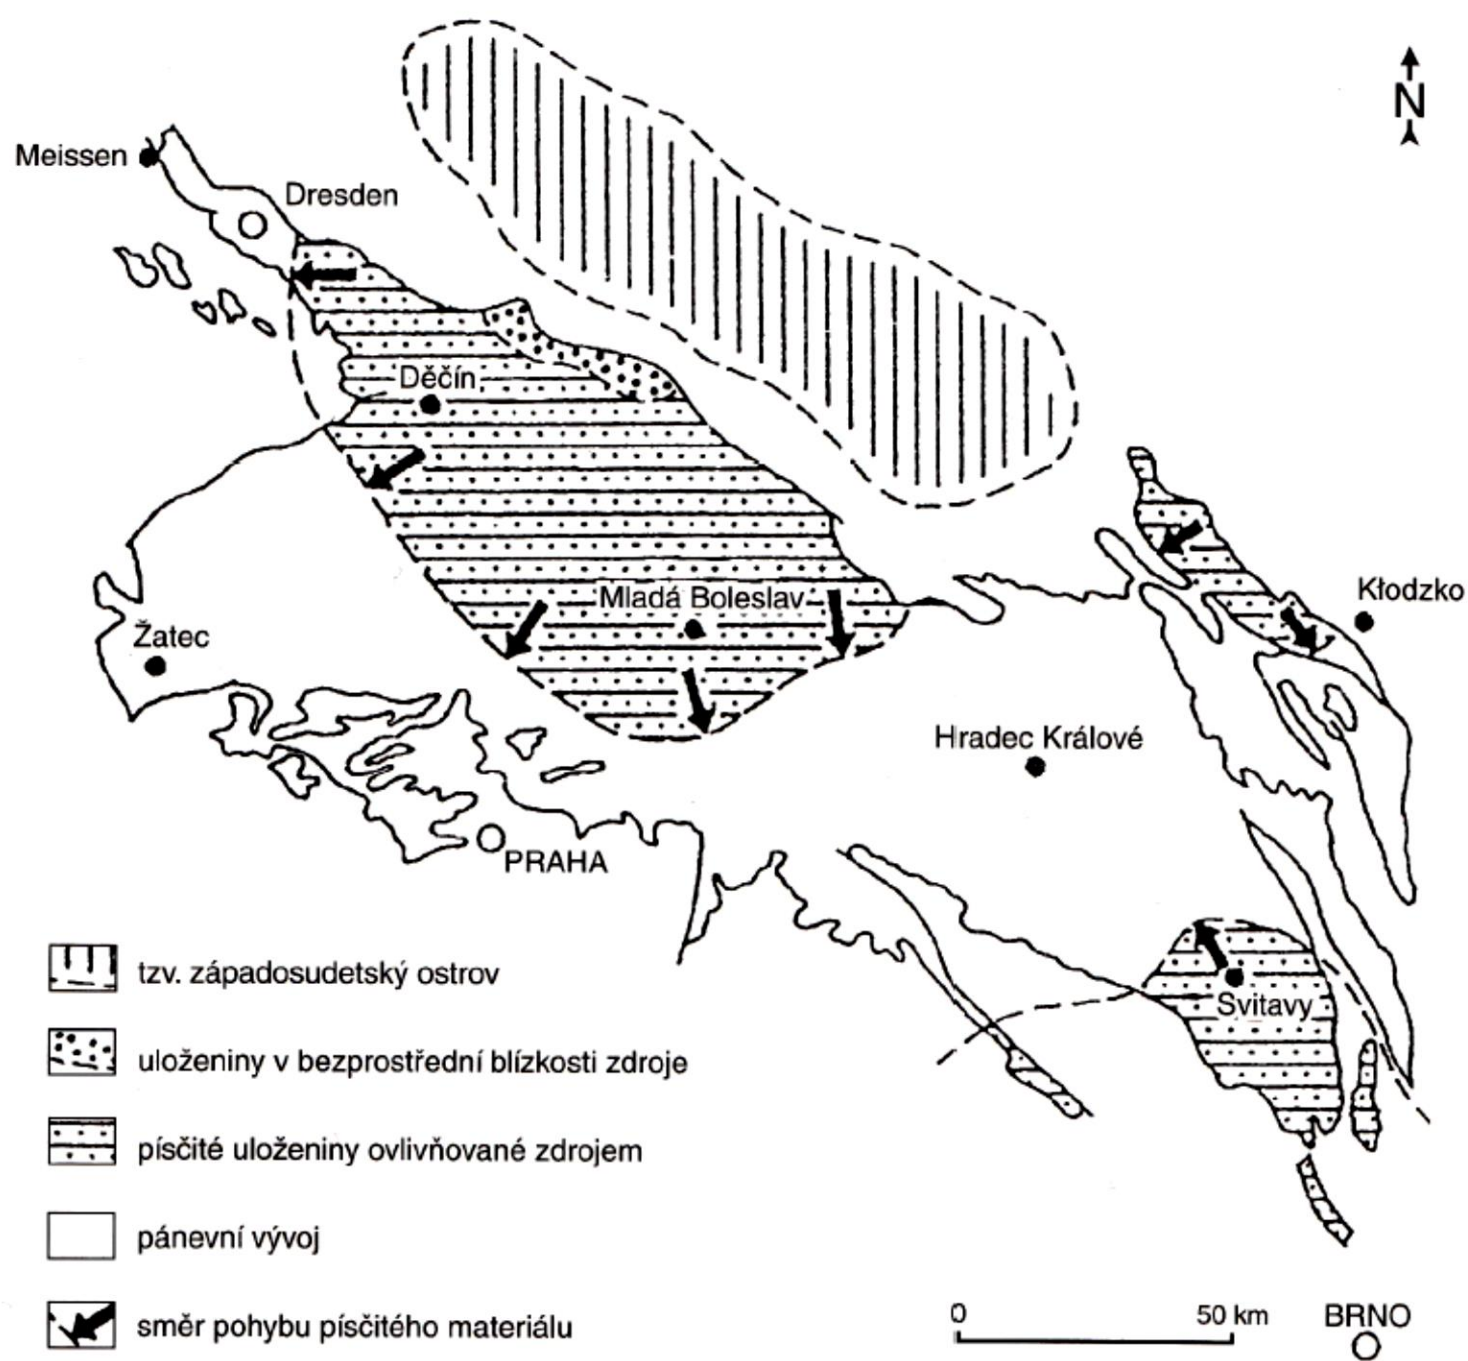 N
Meissen
Dresden
Děčín
Mladá Boleslav
Kłodzko
Žatec
Hradec Králové
PRAHA
Svitavy
tzv. západosudetský ostrov
uloženiny v bezprostřední blízkosti zdroje
písčité uloženiny ovlivňované zdrojem
pánevní vývoj
směr pohybu písčitého materiálu
0 50 km
BRNO